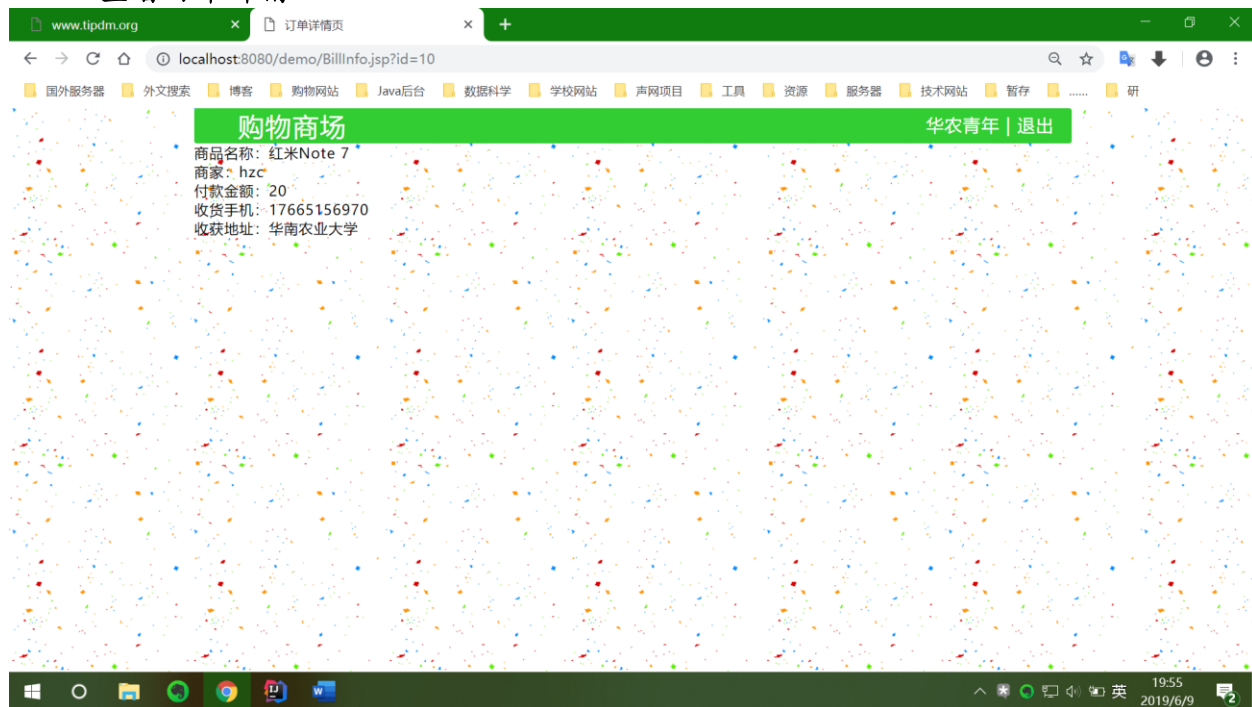 www.tipdm.org
订单详情页
localhost:8080/demo/BillInfo.jsp?id=10
国外服务器 外文搜索 博客 购物网站 Java后台 数据科学 学校网站 声网项目 工具 资源 服务器 技术网站 暂存 ...... 研
购物商场 华农青年 | 退出
商品名称：红米Note 7
商家：hzc
付款金额：20
收货手机：17665156970
收获地址：华南农业大学
英
19:55
2019/6/9
2